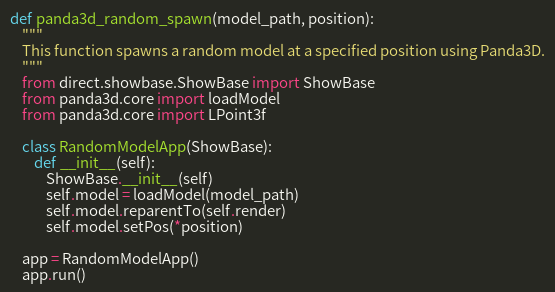 def panda3d_random_spawn(model_path, position):
    """
    This function spawns a random model at a specified position using Panda3D.
    """
    from direct.showbase.ShowBase import ShowBase
    from panda3d.core import loadModel
    from panda3d.core import LPoint3f

    class RandomModelApp(ShowBase):
        def __init__(self):
            ShowBase.__init__(self)
            self.model = loadModel(model_path)
            self.model.reparentTo(self.render)
            self.model.setPos(*position)

    app = RandomModelApp()
    app.run()